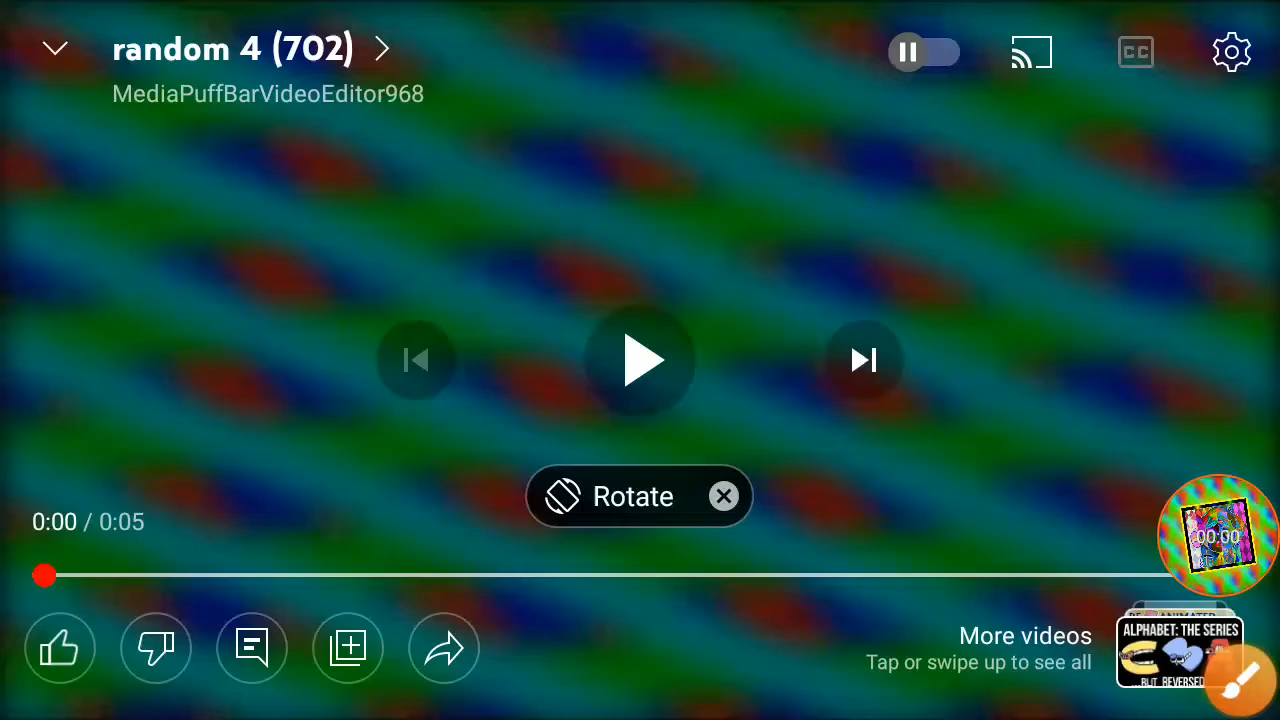 random 4 (702)
MediaPuffBarVideoEditor968
CC
Rotate
0:00 / 0:05
00:00
More videos
Tap or swipe up to see all
ALPHABET: THE SERIES
...BUT REVERSED